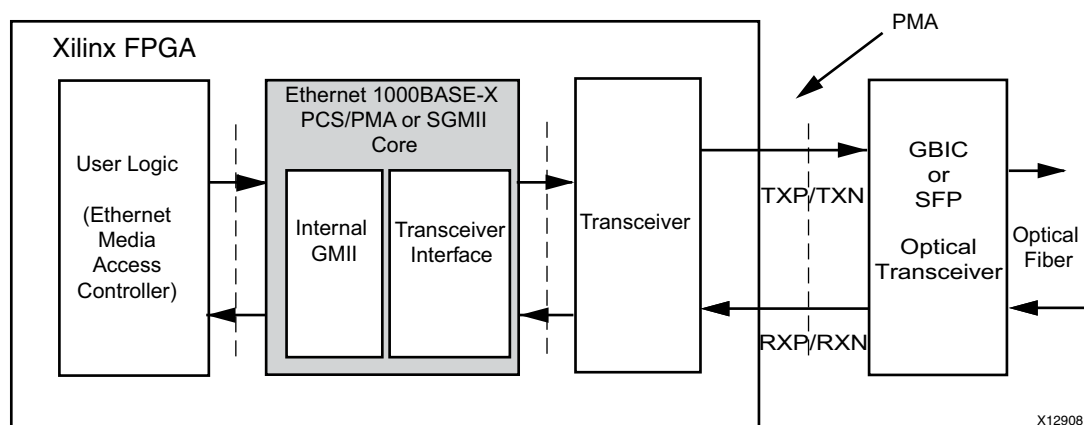 PMA
Xilinx FPGA
User Logic
(Ethernet
Media
Access
Controller)
Ethernet 1000BASE-X
PCS/PMA or SGMII
Core
Internal
GMII
Transceiver
Interface
Transceiver
TXP/TXN
RXP/RXN
GBIC
or
SFP
Optical
Transceiver
Optical
Fiber
X12908